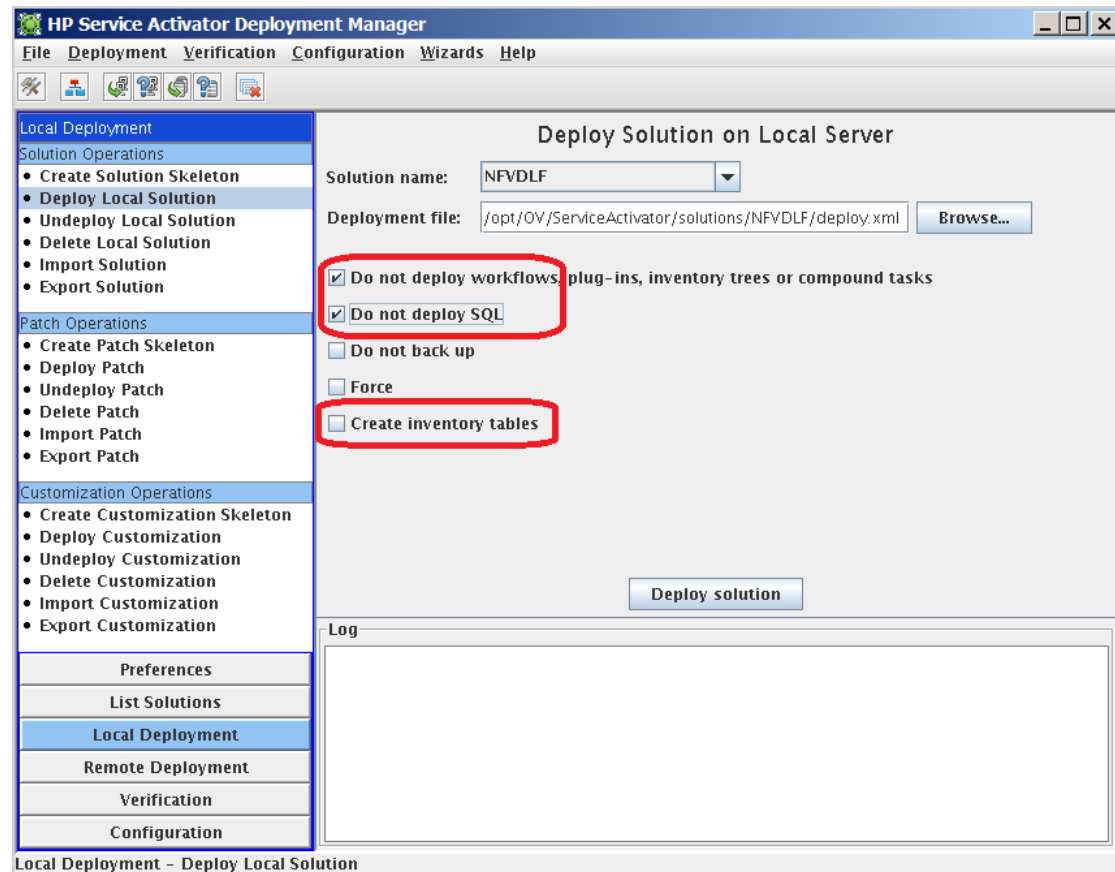 HP Service Activator Deployment Manager
File Deployment Verification Configuration Wizards Help
Local Deployment
Solution Operations
• Create Solution Skeleton
• Deploy Local Solution
• Undeploy Local Solution
• Delete Local Solution
• Import Solution
• Export Solution
Patch Operations
• Create Patch Skeleton
• Deploy Patch
• Undeploy Patch
• Delete Patch
• Import Patch
• Export Patch
Customization Operations
• Create Customization Skeleton
• Deploy Customization
• Undeploy Customization
• Delete Customization
• Import Customization
• Export Customization
Preferences
List Solutions
Local Deployment
Remote Deployment
Verification
Configuration
Deploy Solution on Local Server
Solution name: NFVDLF
Deployment file: /opt/OV/ServiceActivator/solutions/NFVDLF/deploy.xml Browse...
Do not deploy workflows, plug-ins, inventory trees or compound tasks
Do not deploy SQL
Do not back up
Force
Create inventory tables
Deploy solution
Log
Local Deployment - Deploy Local Solution